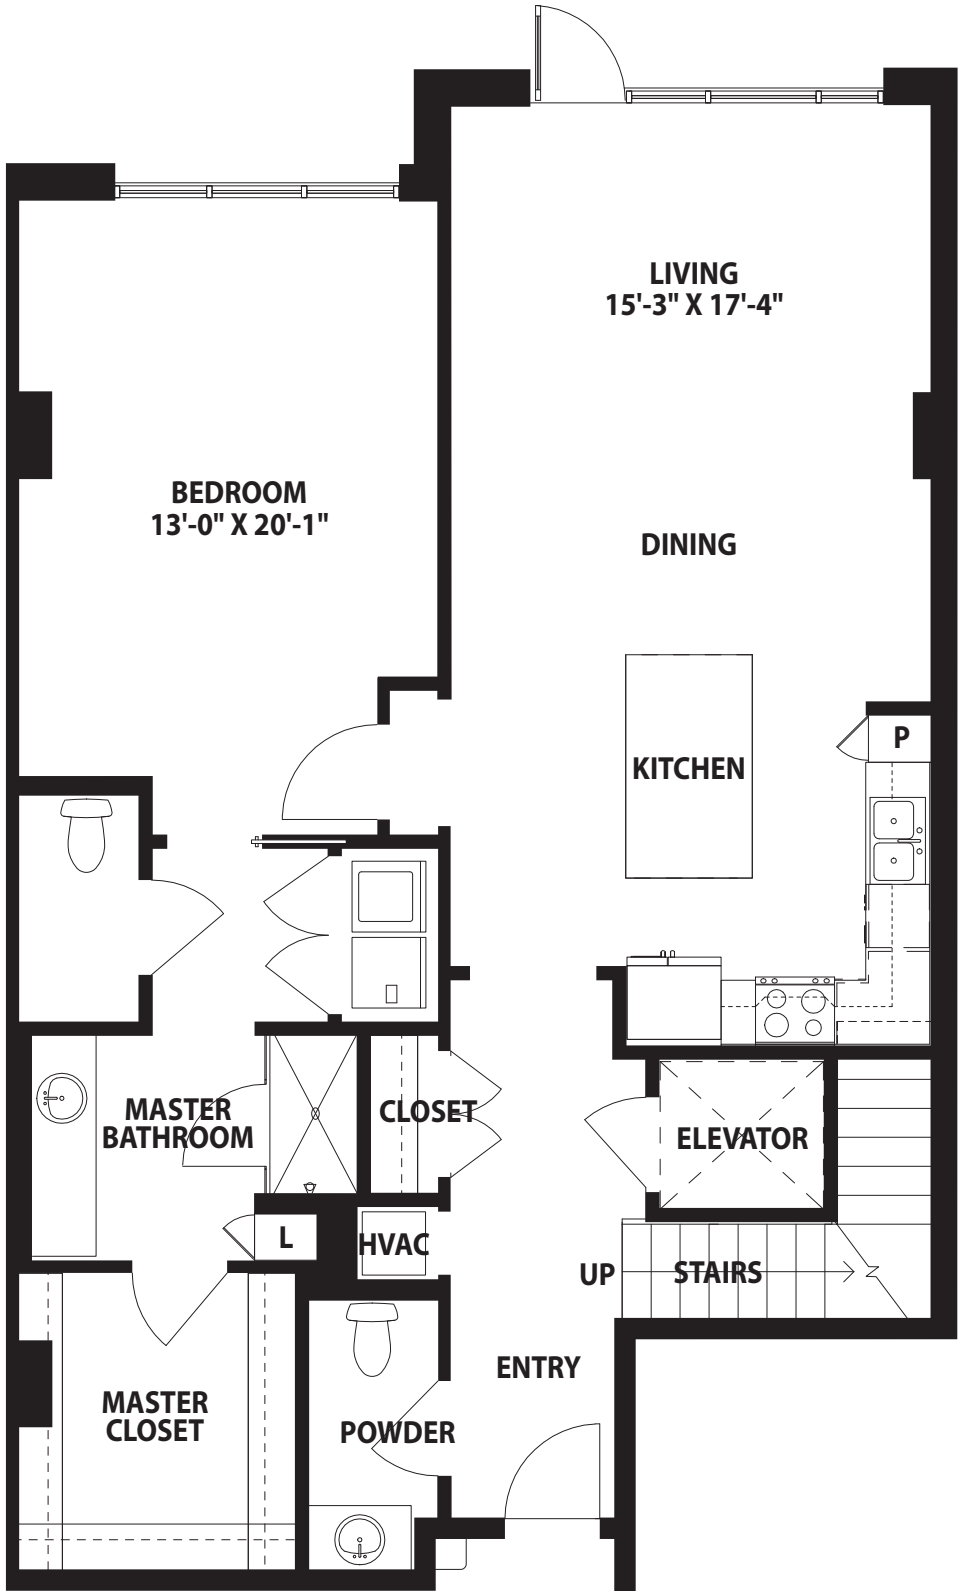 LIVING
15'-3" X 17'-4"
BEDROOM
13'-0" X 20'-1"
DINING
P
KITCHEN
MASTER
BATHROOM
CLOSET
ELEVATOR
L
HVAC
UP
STAIRS
ENTRY
MASTER
CLOSET
POWDER